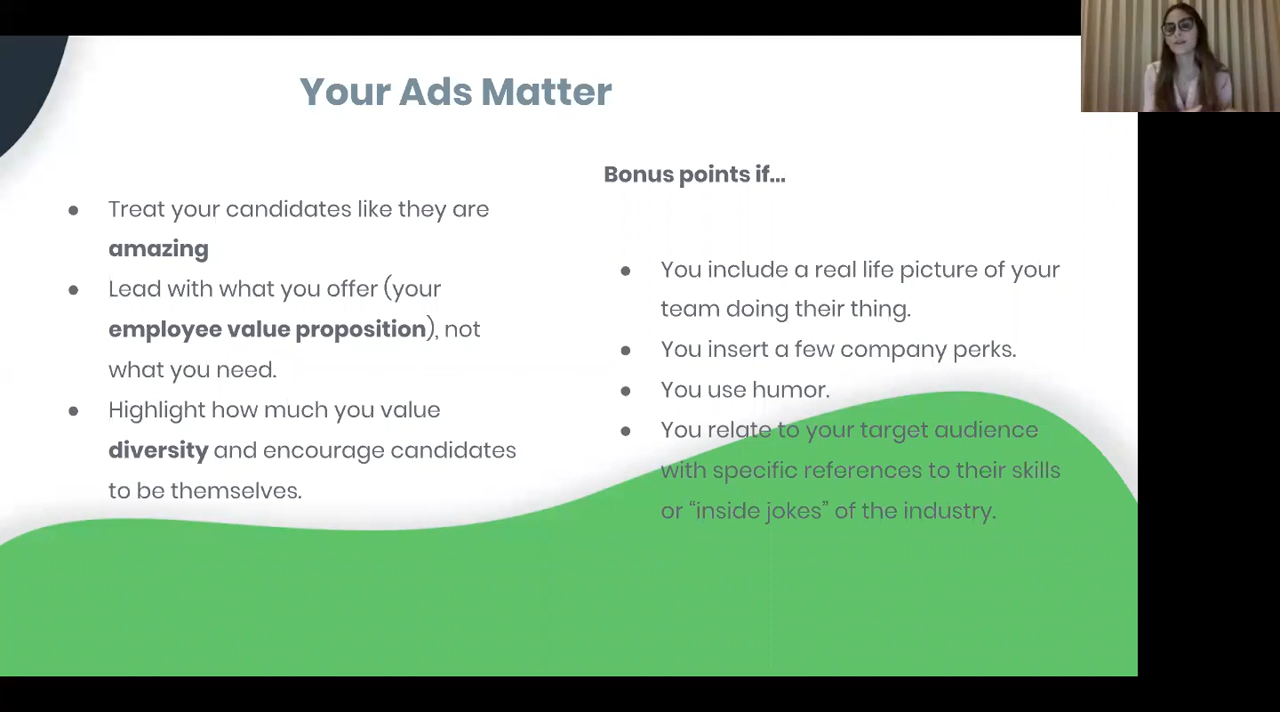 Your Ads Matter
● Treat your candidates like they are
amazing
● Lead with what you offer (your
employee value proposition), not
what you need.
● Highlight how much you value
diversity and encourage candidates
to be themselves.
Bonus points if...
● You include a real life picture of your
team doing their thing.
● You insert a few company perks.
● You use humor.
● You relate to your target audience
with specific references to their skills
or “inside jokes” of the industry.